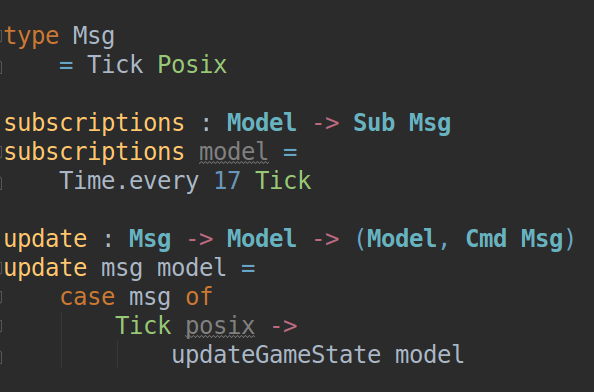 type Msg
    = Tick Posix

subscriptions : Model -> Sub Msg
subscriptions model =
    Time.every 17 Tick

update : Msg -> Model -> (Model, Cmd Msg)
update msg model =
    case msg of
        Tick posix ->
            updateGameState model